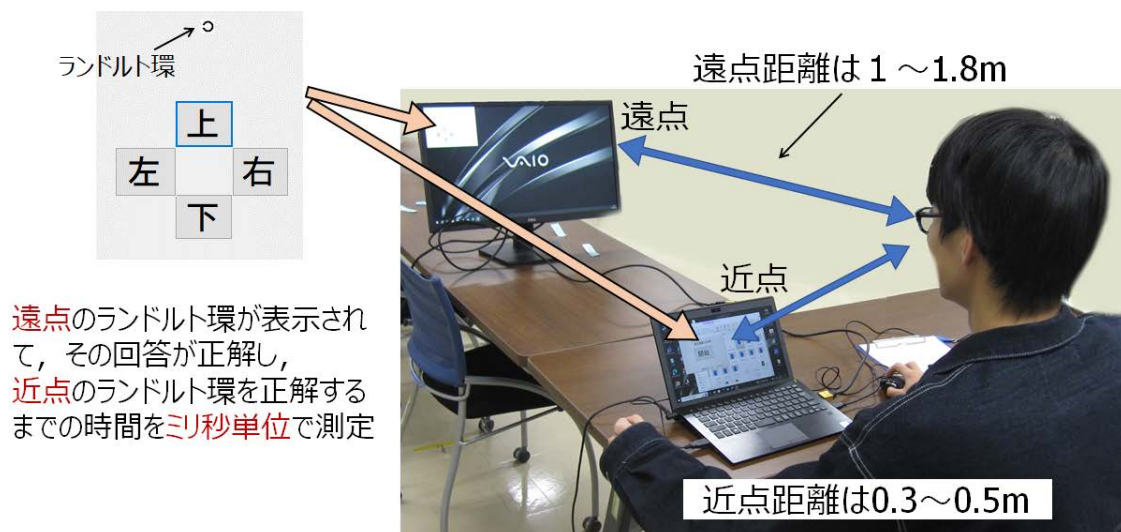 ランドルト環
上
左
右
下
遠点距離は１～1.8m
遠点
VAIO
近点
開始
遠点のランドルト環が表示され
て，その回答が正解し，
近点のランドルト環を正解する
までの時間をミリ秒単位で測定
近点距離は0.3～0.5m